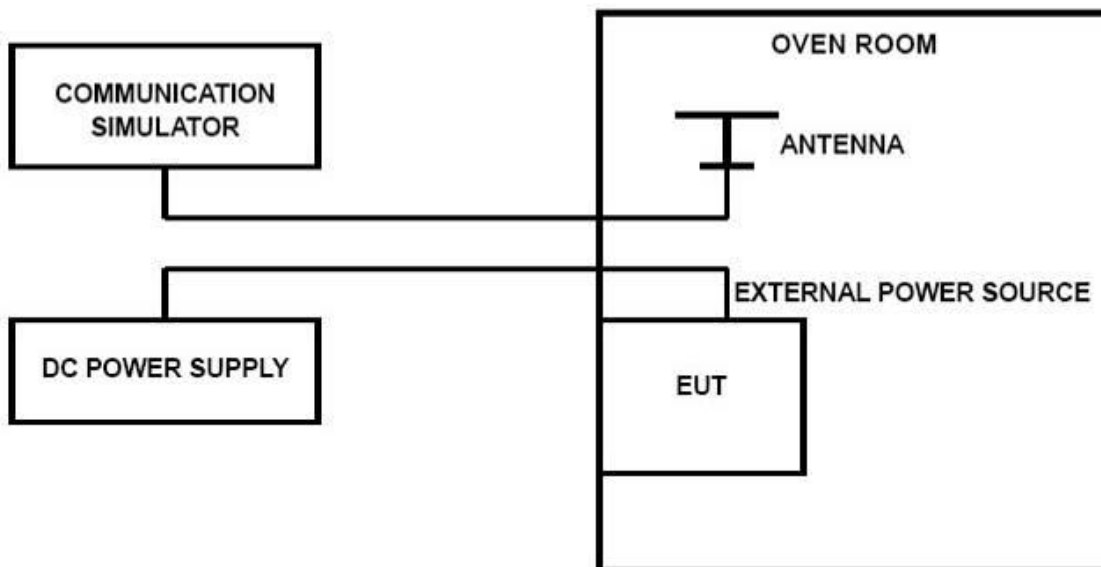 OVEN ROOM
COMMUNICATION
SIMULATOR
ANTENNA
EXTERNAL POWER SOURCE
DC POWER SUPPLY
EUT